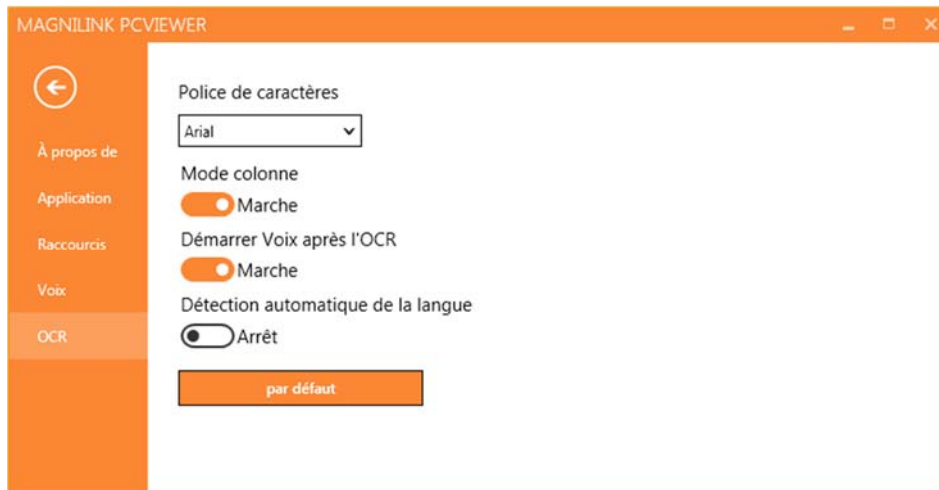 MAGNILINK PCVIEWER
À propos de
Application
Raccourcis
Voix
OCR
Police de caractères
Arial
Mode colonne
Marche
Démarrer Voix après l'OCR
Marche
Détection automatique de la langue
Arrêt
par défaut